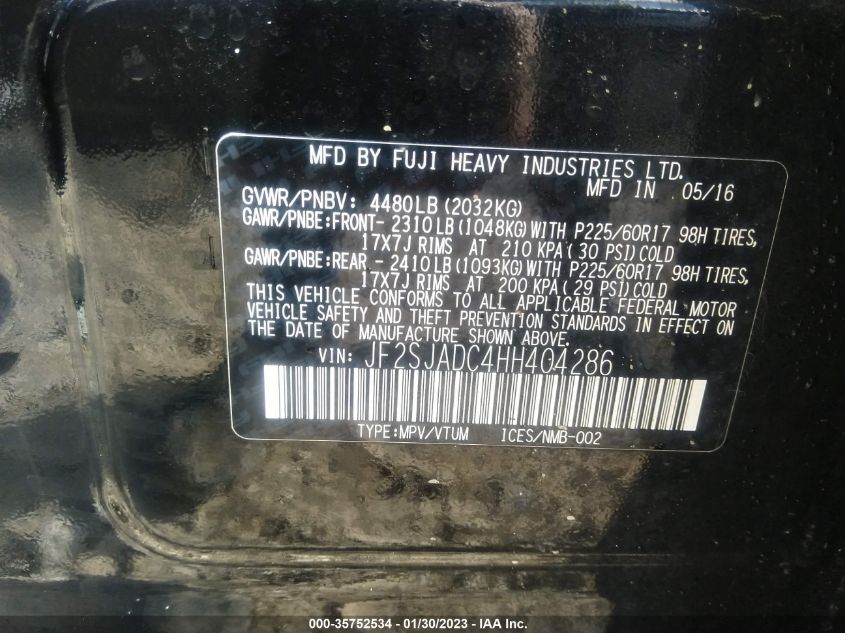 MFD BY FUJI HEAVY INDUSTRIES LTD.
MFD IN 05/16
GVWR/PNBV: 4480LB(2032KG)
GAWR/PNBE:FRONT- 2310LB(1048KG)WITH P225/60R17 98H TIRES,
17X7J RIMS AT 210 KPA(30 PSI)COLD
GAWR/PNBE:REAR - 2410LB(1093KG)WITH P225/60R17 98H TIRES,
17X7J RIMS AT 200 KPA(29 PSI)COLD
THIS VEHICLE CONFORMS TO ALL APPLICABLE FEDERAL MOTOR
VEHICLE SAFETY AND THEFT PREVENTION STANDARDS IN EFFECT ON
THE DATE OF MANUFACTURE SHOWN ABOVE.
VIN: JF2SJADC4HH404286
TYPE:MPV/VTUM ICES/NMB-002
000-35752534 - 01/30/2023 - IAA Inc.